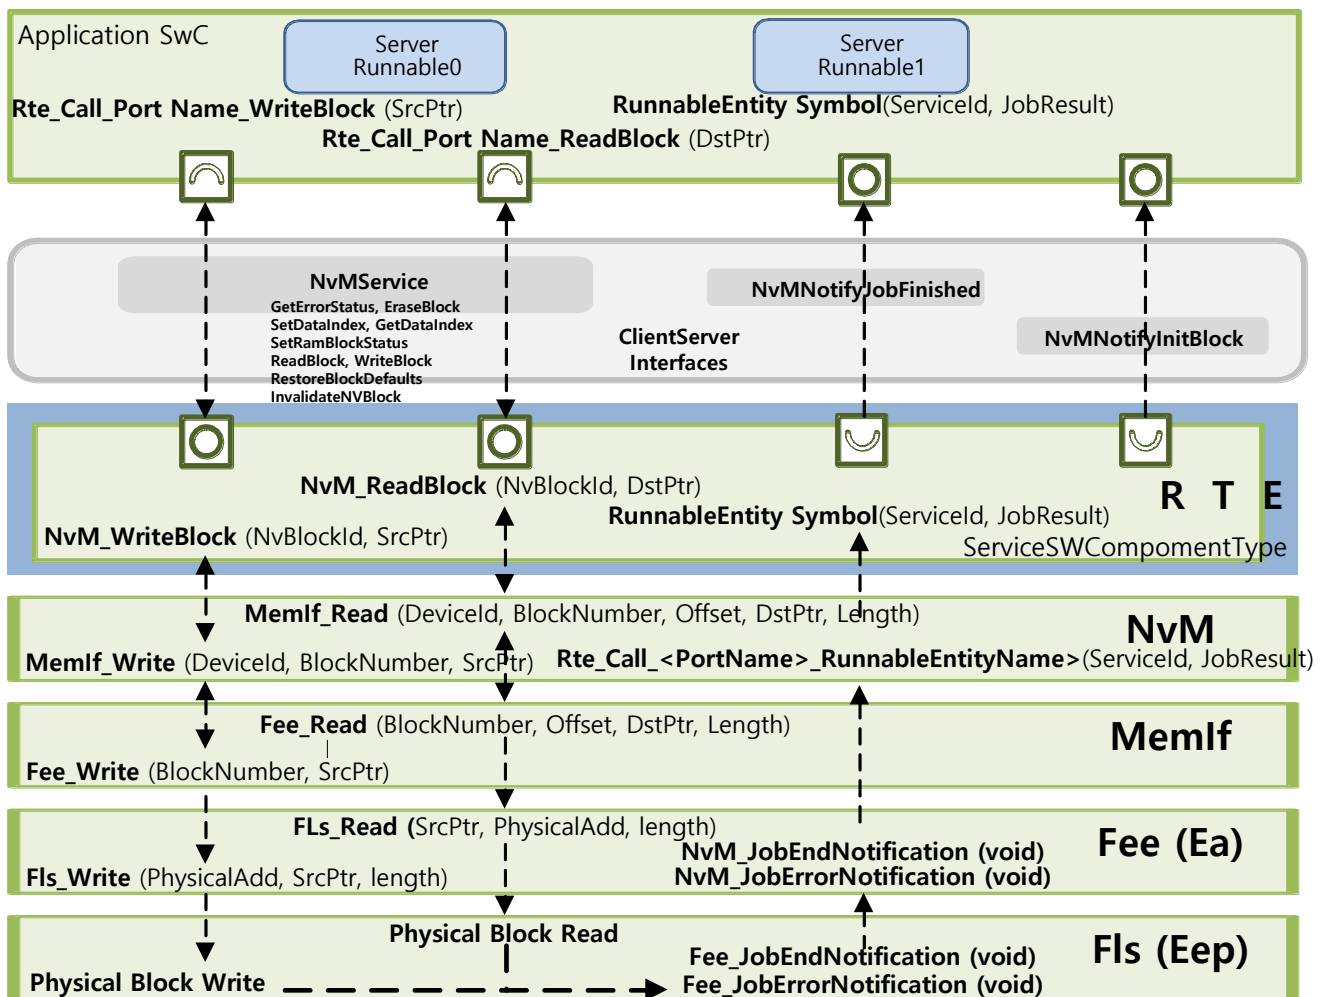 Application SwC
Server
Runnable0
Server
Runnable1
Rte_Call_Port Name_WriteBlock (SrcPtr)
RunnableEntity Symbol(ServiceId, JobResult)
Rte_Call_Port Name_ReadBlock (DstPtr)
NvMService
GetErrorStatus, EraseBlock
SetDataIndex, GetDataIndex
SetRamBlockStatus
ReadBlock, WriteBlock
RestoreBlockDefaults
InvalidateNVBlock
ClientServer
Interfaces
NvMNotifyJobFinished
NvMNotifyInitBlock
NvM_ReadBlock (NvBlockId, DstPtr)
R T E
RunnableEntity Symbol(ServiceId, JobResult)
NvM_WriteBlock (NvBlockId, SrcPtr)
ServiceSWCompomentType
MemIf_Read (DeviceId, BlockNumber, Offset, DstPtr, Length)
NvM
MemIf_Write (DeviceId, BlockNumber, SrcPtr)
Rte_Call_<PortName>_RunnableEntityName>(ServiceId, JobResult)
Fee_Read (BlockNumber, Offset, DstPtr, Length)
MemIf
Fee_Write (BlockNumber, SrcPtr)
FLs_Read (SrcPtr, PhysicalAdd, length)
Fee (Ea)
NvM_JobEndNotification (void)
NvM_JobErrorNotification (void)
Fls_Write (PhysicalAdd, SrcPtr, length)
Physical Block Read
Fls (Eep)
Fee_JobEndNotification (void)
Fee_JobErrorNotification (void)
Physical Block Write